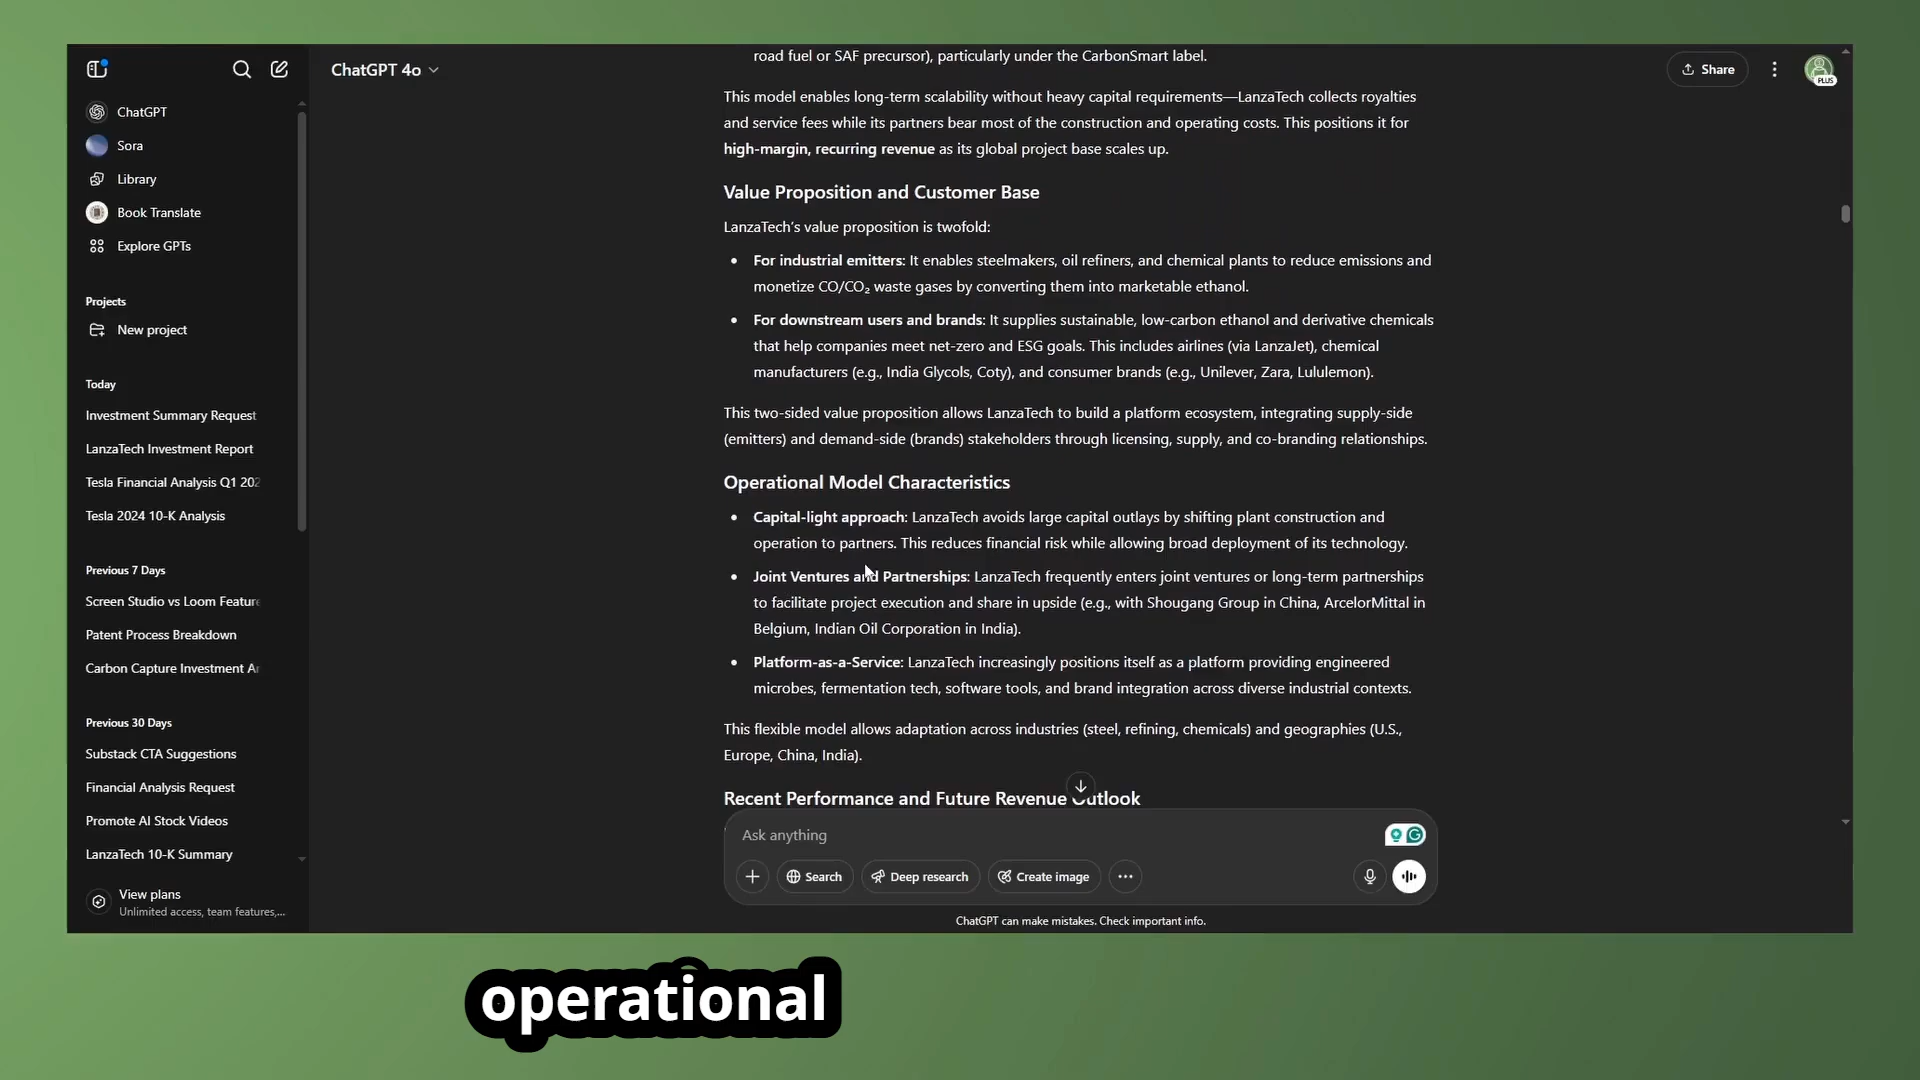 ChatGPT 4o
Share
PLUS
ChatGPT
Sora
Library
Book Translate
Explore GPTs
Projects
New project
Today
Investment Summary Request
LanzaTech Investment Report
Tesla Financial Analysis Q1 202
Tesla 2024 10-K Analysis
Previous 7 Days
Screen Studio vs Loom Feature
Patent Process Breakdown
Carbon Capture Investment Ar
Previous 30 Days
Substack CTA Suggestions
Financial Analysis Request
Promote AI Stock Videos
LanzaTech 10-K Summary
View plans
Unlimited access, team features,...
road fuel or SAF precursor), particularly under the CarbonSmart label.
This model enables long-term scalability without heavy capital requirements—LanzaTech collects royalties
and service fees while its partners bear most of the construction and operating costs. This positions it for
high-margin, recurring revenue as its global project base scales up.
Value Proposition and Customer Base
LanzaTech's value proposition is twofold:
• For industrial emitters: It enables steelmakers, oil refiners, and chemical plants to reduce emissions and
monetize CO/CO₂ waste gases by converting them into marketable ethanol.
• For downstream users and brands: It supplies sustainable, low-carbon ethanol and derivative chemicals
that help companies meet net-zero and ESG goals. This includes airlines (via LanzaJet), chemical
manufacturers (e.g., India Glycols, Coty), and consumer brands (e.g., Unilever, Zara, Lululemon).
This two-sided value proposition allows LanzaTech to build a platform ecosystem, integrating supply-side
(emitters) and demand-side (brands) stakeholders through licensing, supply, and co-branding relationships.
Operational Model Characteristics
• Capital-light approach: LanzaTech avoids large capital outlays by shifting plant construction and
operation to partners. This reduces financial risk while allowing broad deployment of its technology.
• Joint Ventures and Partnerships: LanzaTech frequently enters joint ventures or long-term partnerships
to facilitate project execution and share in upside (e.g., with Shougang Group in China, ArcelorMittal in
Belgium, Indian Oil Corporation in India).
• Platform-as-a-Service: LanzaTech increasingly positions itself as a platform providing engineered
microbes, fermentation tech, software tools, and brand integration across diverse industrial contexts.
This flexible model allows adaptation across industries (steel, refining, chemicals) and geographies (U.S.,
Europe, China, India).
Recent Performance and Future Revenue Outlook
Ask anything
Search
Deep research
Create image
ChatGPT can make mistakes. Check important info.
operational